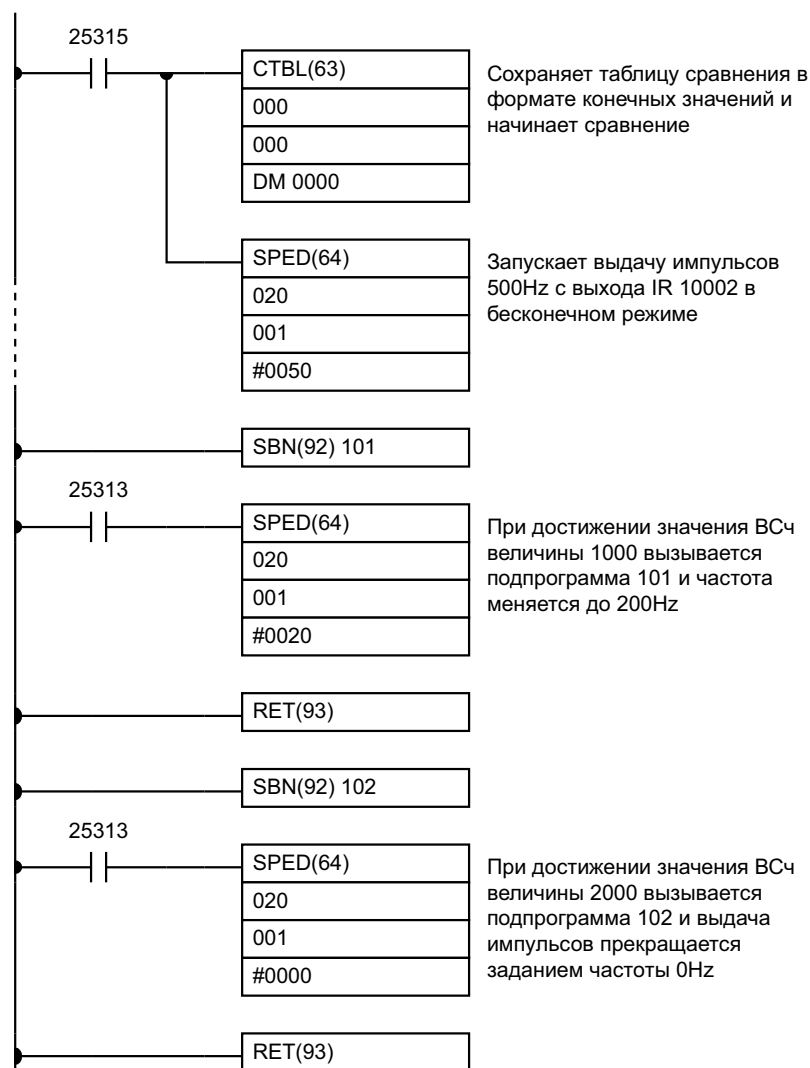 25315
CTBL(63)
000
000
DM 0000
Сохраняет таблицу сравнения в
формате конечных значений и
начинает сравнение
SPED(64)
020
001
#0050
Запускает выдачу импульсов
500Hz с выхода IR 10002 в
бесконечном режиме
SBN(92) 101
25313
SPED(64)
020
001
#0020
При достижении значения ВСч
величины 1000 вызывается
подпрограмма 101 и частота
меняется до 200Hz
RET(93)
SBN(92) 102
25313
SPED(64)
020
001
#0000
При достижении значения ВСч
величины 2000 вызывается
подпрограмма 102 и выдача
импульсов прекращается
заданием частоты 0Hz
RET(93)